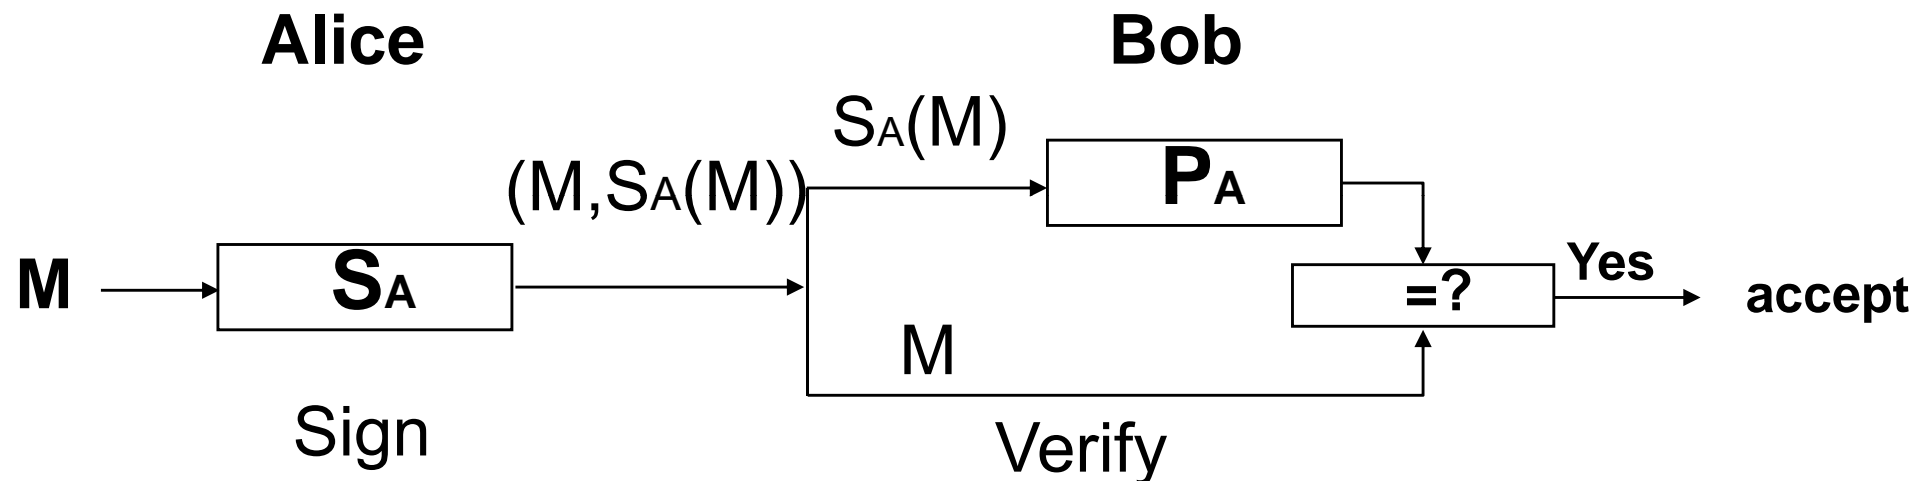 Alice
Bob
SA(M)
PA
(M,SA(M))
M
SA
=?
Yes
accept
M
Sign
Verify